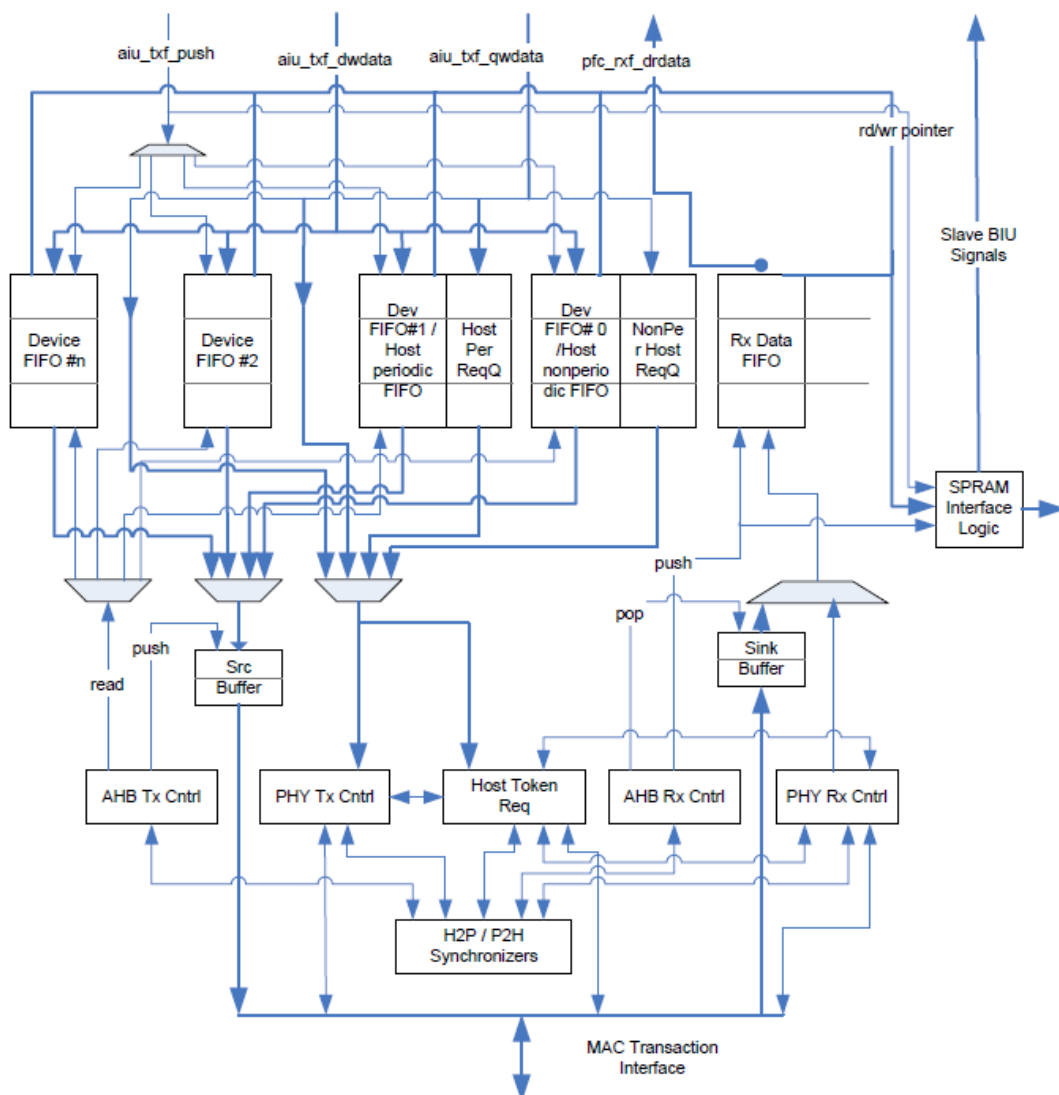 aiu_txf_push
aiu_txf_dwdata
aiu_txf_qwdata
pfc_rxf_drdata
rd/wr pointer
Slave BIU
Signals
Device
FIFO #n
Device
FIFO #2
Dev
FIFO#1 /
Host
periodic
FIFO
Host
Per
ReqQ
Dev
FIFO# 0
/Host
nonperio
dic FIFO
NonPe
r Host
ReqQ
Rx Data
FIFO
SPRAM
Interface
Logic
push
pop
push
read
Src
Buffer
Sink
Buffer
AHB Tx Cntrl
PHY Tx Cntrl
Host Token
Req
AHB Rx Cntrl
PHY Rx Cntrl
H2P / P2H
Synchronizers
MAC Transaction
Interface